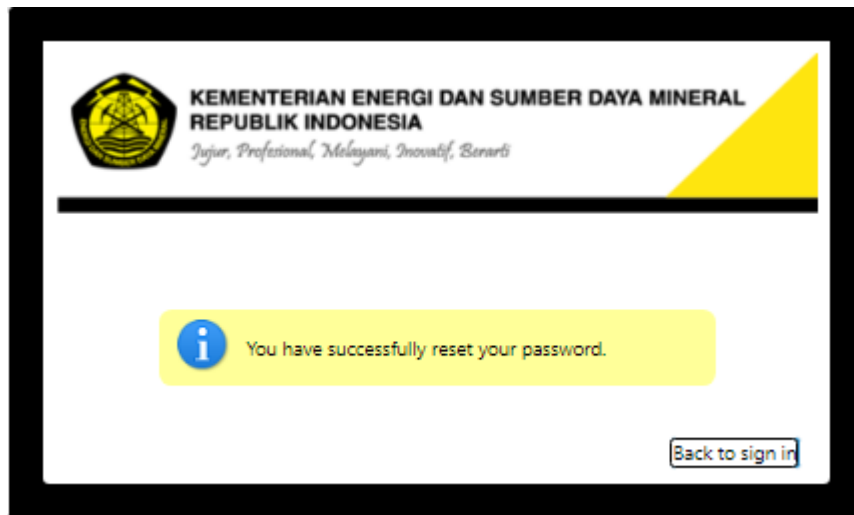 KEMENTERIAN ENERGI DAN SUMBER DAYA MINERAL
REPUBLIK INDONESIA
Jujur, Profesional, Melayani, Inovatif, Berarti
You have successfully reset your password.
Back to sign in